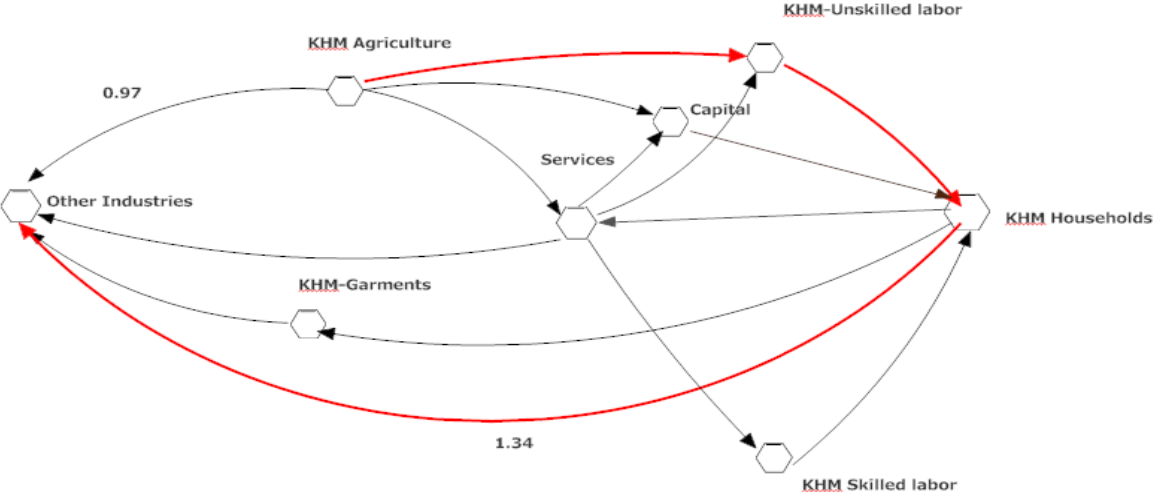 KHM-Unskilled labor
KHM Agriculture
0.97
Capital
Services
Other Industries
KHM Households
KHM-Garments
1.34
KHM Skilled labor